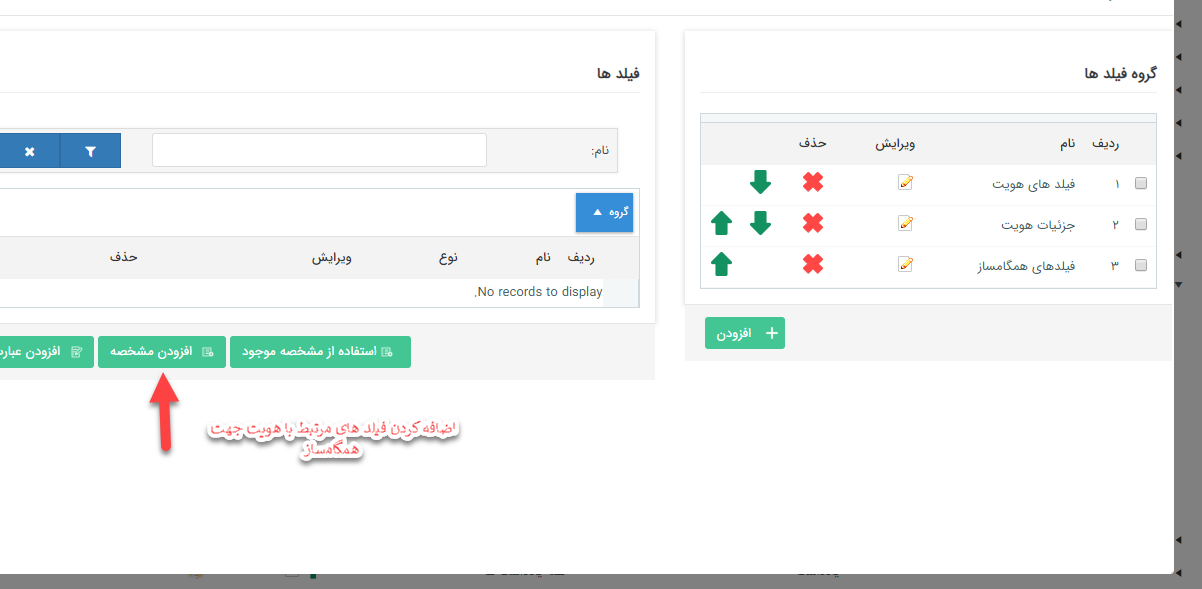 گروه فیلد ها
ردیف نام ویرایش حذف
۱ فیلد های هویت
۲ جزئیات هویت
۳ فیلدهای همگامساز
افزودن
فیلد ها
نام:
گروه
ردیف نام نوع ویرایش حذف
No records to display,
استفاده از مشخصه موجود
افزودن مشخصه
افزودن
اضافه کردن فیلد های مرتبط با هویت جهت
همگامساز